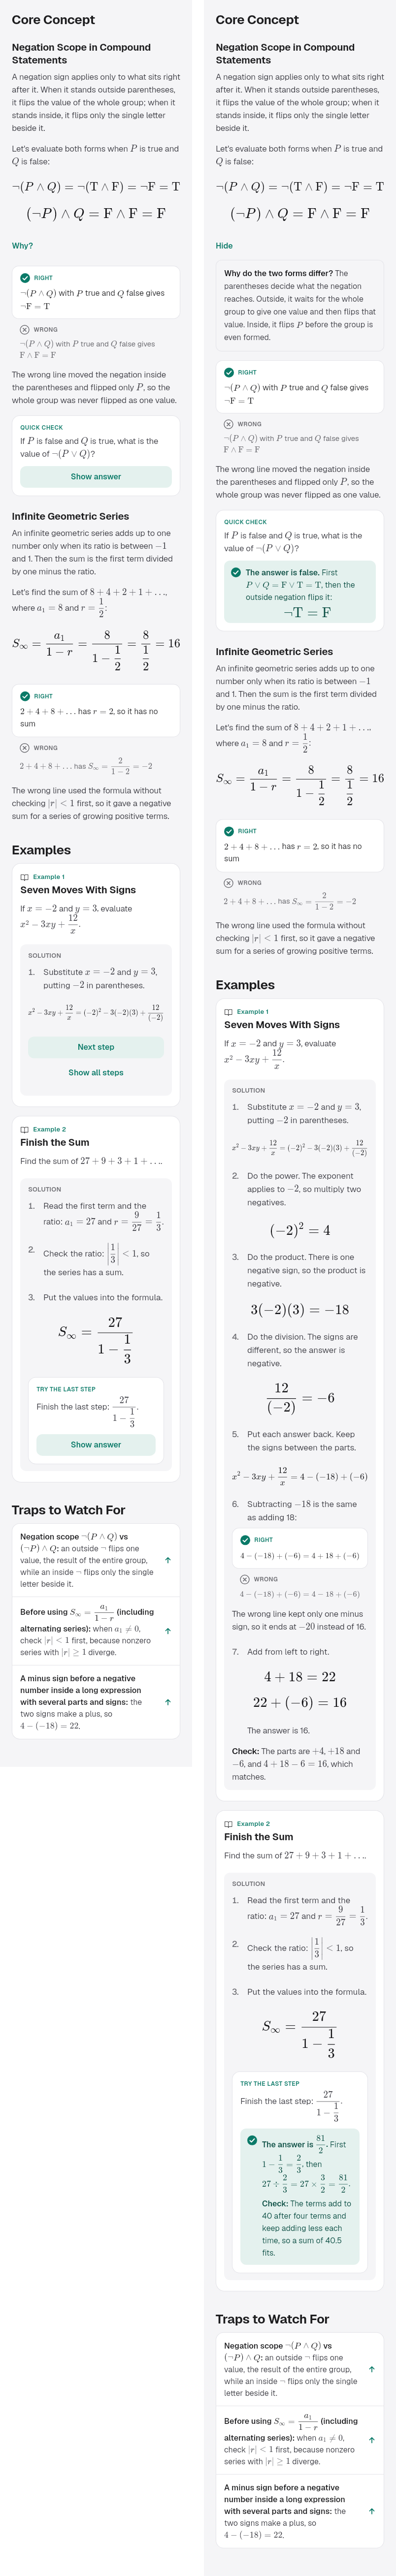 Core Concept
Negation Scope in Compound
Statements
A negation sign applies only to what sits right
after it. When it stands outside parentheses,
it flips the value of the whole group; when it
stands inside, it flips only the single letter
beside it.
Let's evaluate both forms when P is true and
Q is false:
¬(P ∧ Q) = ¬(T ∧ F) = ¬F = T
(¬P) ∧ Q = F ∧ F = F
Why?
RIGHT
¬(P ∧ Q) with P true and Q false gives
¬F = T
WRONG
¬(P ∧ Q) with P true and Q false gives
F ∧ F = F
The wrong line moved the negation inside
the parentheses and flipped only P, so the
whole group was never flipped as one value.
QUICK CHECK
If P is false and Q is true, what is the
value of ¬(P ∨ Q)?
Show answer
Infinite Geometric Series
An infinite geometric series adds up to one
number only when its ratio is between −1
and 1. Then the sum is the first term divided
by one minus the ratio.
Let's find the sum of 8 + 4 + 2 + 1 + …,
where a₁ = 8 and r = 1/2:
S∞ = a₁/(1 − r) = 8/(1 − 1/2) = 8/(1/2) = 16
RIGHT
2 + 4 + 8 + … has r = 2, so it has no
sum
WRONG
2 + 4 + 8 + … has S∞ = 2/(1 − 2) = −2
The wrong line used the formula without
checking |r| < 1 first, so it gave a negative
sum for a series of growing positive terms.
Examples
Example 1
Seven Moves With Signs
If x = −2 and y = 3, evaluate
x² − 3xy + 12/x.
SOLUTION
1. Substitute x = −2 and y = 3,
putting −2 in parentheses.
x² − 3xy + 12/x = (−2)² − 3(−2)(3) + 12/(−2)
Next step
Show all steps
Example 2
Finish the Sum
Find the sum of 27 + 9 + 3 + 1 + ….
SOLUTION
1. Read the first term and the
ratio: a₁ = 27 and r = 9/27 = 1/3.
2. Check the ratio: |1/3| < 1, so
the series has a sum.
3. Put the values into the formula.
S∞ = 27/(1 − 1/3)
TRY THE LAST STEP
Finish the last step: 27/(1 − 1/3).
Show answer
Traps to Watch For
Negation scope ¬(P ∧ Q) vs
(¬P) ∧ Q: an outside ¬ flips one
value, the result of the entire group,
while an inside ¬ flips only the single
letter beside it.
↑
Before using S∞ = a₁/(1 − r) (including
alternating series): when a₁ ≠ 0,
check |r| < 1 first, because nonzero
series with |r| ≥ 1 diverge.
↑
A minus sign before a negative
number inside a long expression
with several parts and signs: the
two signs make a plus, so
4 − (−18) = 22.
↑
Core Concept
Negation Scope in Compound
Statements
A negation sign applies only to what sits right
after it. When it stands outside parentheses,
it flips the value of the whole group; when it
stands inside, it flips only the single letter
beside it.
Let's evaluate both forms when P is true and
Q is false:
¬(P ∧ Q) = ¬(T ∧ F) = ¬F = T
(¬P) ∧ Q = F ∧ F = F
Hide
Why do the two forms differ? The
parentheses decide what the negation
reaches. Outside, it waits for the whole
group to give one value and then flips that
value. Inside, it flips P before the group is
even formed.
RIGHT
¬(P ∧ Q) with P true and Q false gives
¬F = T
WRONG
¬(P ∧ Q) with P true and Q false gives
F ∧ F = F
The wrong line moved the negation inside
the parentheses and flipped only P, so the
whole group was never flipped as one value.
QUICK CHECK
If P is false and Q is true, what is the
value of ¬(P ∨ Q)?
The answer is false. First
P ∨ Q = F ∨ T = T, then the
outside negation flips it:
¬T = F
Infinite Geometric Series
An infinite geometric series adds up to one
number only when its ratio is between −1
and 1. Then the sum is the first term divided
by one minus the ratio.
Let's find the sum of 8 + 4 + 2 + 1 + …,
where a₁ = 8 and r = 1/2:
S∞ = a₁/(1 − r) = 8/(1 − 1/2) = 8/(1/2) = 16
RIGHT
2 + 4 + 8 + … has r = 2, so it has no
sum
WRONG
2 + 4 + 8 + … has S∞ = 2/(1 − 2) = −2
The wrong line used the formula without
checking |r| < 1 first, so it gave a negative
sum for a series of growing positive terms.
Examples
Example 1
Seven Moves With Signs
If x = −2 and y = 3, evaluate
x² − 3xy + 12/x.
SOLUTION
1. Substitute x = −2 and y = 3,
putting −2 in parentheses.
x² − 3xy + 12/x = (−2)² − 3(−2)(3) + 12/(−2)
2. Do the power. The exponent
applies to −2, so multiply two
negatives.
(−2)² = 4
3. Do the product. There is one
negative sign, so the product is
negative.
3(−2)(3) = −18
4. Do the division. The signs are
different, so the answer is
negative.
12/(−2) = −6
5. Put each answer back. Keep
the signs between the parts.
x² − 3xy + 12/x = 4 − (−18) + (−6)
6. Subtracting −18 is the same
as adding 18:
RIGHT
4 − (−18) + (−6) = 4 + 18 + (−6)
WRONG
4 − (−18) + (−6) = 4 − 18 + (−6)
The wrong line kept only one minus
sign, so it ends at −20 instead of 16.
7. Add from left to right.
4 + 18 = 22
22 + (−6) = 16
The answer is 16.
Check: The parts are +4, +18 and
−6, and 4 + 18 − 6 = 16, which
matches.
Example 2
Finish the Sum
Find the sum of 27 + 9 + 3 + 1 + ….
SOLUTION
1. Read the first term and the
ratio: a₁ = 27 and r = 9/27 = 1/3.
2. Check the ratio: |1/3| < 1, so
the series has a sum.
3. Put the values into the formula.
S∞ = 27/(1 − 1/3)
TRY THE LAST STEP
Finish the last step: 27/(1 − 1/3).
The answer is 81/2. First
1 − 1/3 = 2/3, then
27 ÷ 2/3 = 27 × 3/2 = 81/2.
Check: The terms add to
40 after four terms and
keep adding less each
time, so a sum of 40.5
fits.
Traps to Watch For
Negation scope ¬(P ∧ Q) vs
(¬P) ∧ Q: an outside ¬ flips one
value, the result of the entire group,
while an inside ¬ flips only the single
letter beside it.
↑
Before using S∞ = a₁/(1 − r) (including
alternating series): when a₁ ≠ 0,
check |r| < 1 first, because nonzero
series with |r| ≥ 1 diverge.
↑
A minus sign before a negative
number inside a long expression
with several parts and signs: the
two signs make a plus, so
4 − (−18) = 22.
↑